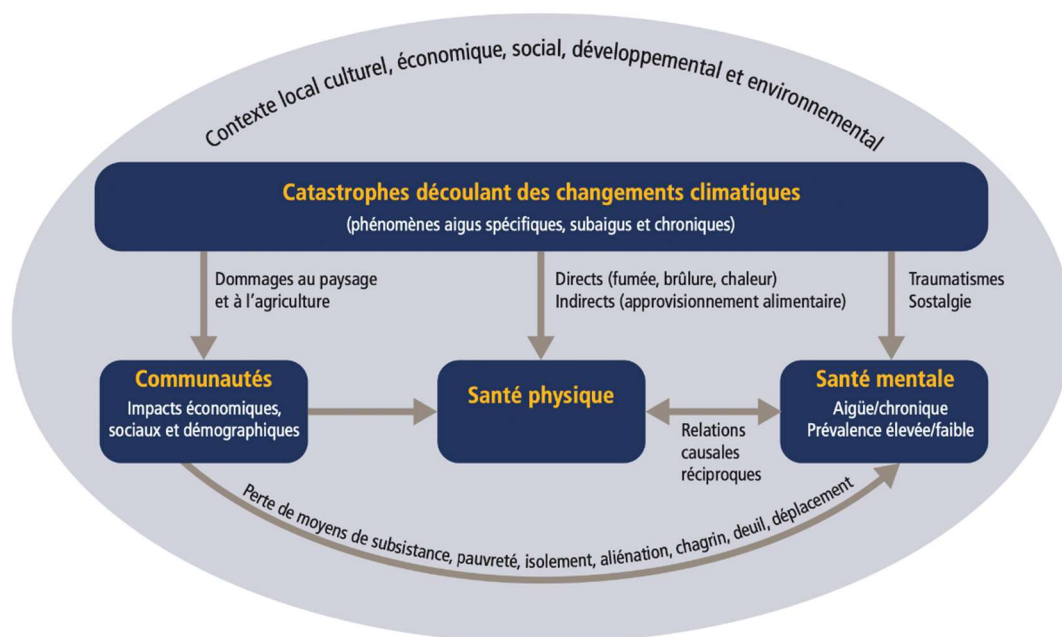 Contexte local culturel, économique, social, développemental et environnemental
Catastrophes découlant des changements climatiques
(phénomènes aigus spécifiques, subaigus et chroniques)
Dommages au paysage
et à l’agriculture
Directs (fumée, brûlure, chaleur)
Indirects (approvisionnement alimentaire)
Traumatismes
Sostalgie
Communautés
Impacts économiques,
sociaux et démographiques
Santé physique
Relations
causales
réciproques
Santé mentale
Aigüe/chronique
Prévalence élevée/faible
Perte de moyens de subsistance, pauvreté, isolement, aliénation, chagrin, deuil, déplacement